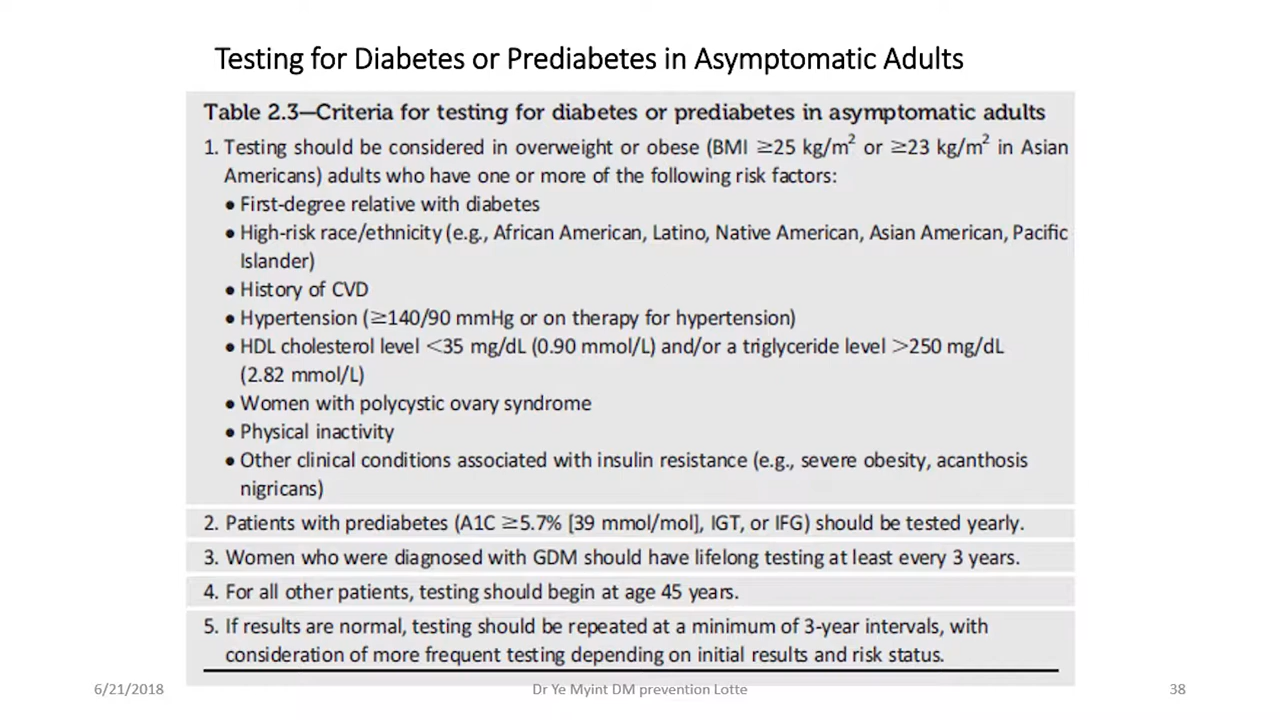 Testing for Diabetes or Prediabetes in Asymptomatic Adults
Table 2.3—Criteria for testing for diabetes or prediabetes in asymptomatic adults
1. Testing should be considered in overweight or obese (BMI ≥25 kg/m² or ≥23 kg/m² in Asian
Americans) adults who have one or more of the following risk factors:
● First-degree relative with diabetes
● High-risk race/ethnicity (e.g., African American, Latino, Native American, Asian American, Pacific
Islander)
● History of CVD
● Hypertension (≥140/90 mmHg or on therapy for hypertension)
● HDL cholesterol level <35 mg/dL (0.90 mmol/L) and/or a triglyceride level >250 mg/dL
(2.82 mmol/L)
● Women with polycystic ovary syndrome
● Physical inactivity
● Other clinical conditions associated with insulin resistance (e.g., severe obesity, acanthosis
nigricans)
2. Patients with prediabetes (A1C ≥5.7% [39 mmol/mol], IGT, or IFG) should be tested yearly.
3. Women who were diagnosed with GDM should have lifelong testing at least every 3 years.
4. For all other patients, testing should begin at age 45 years.
5. If results are normal, testing should be repeated at a minimum of 3-year intervals, with
consideration of more frequent testing depending on initial results and risk status.
6/21/2018
Dr Ye Myint DM prevention Lotte
38